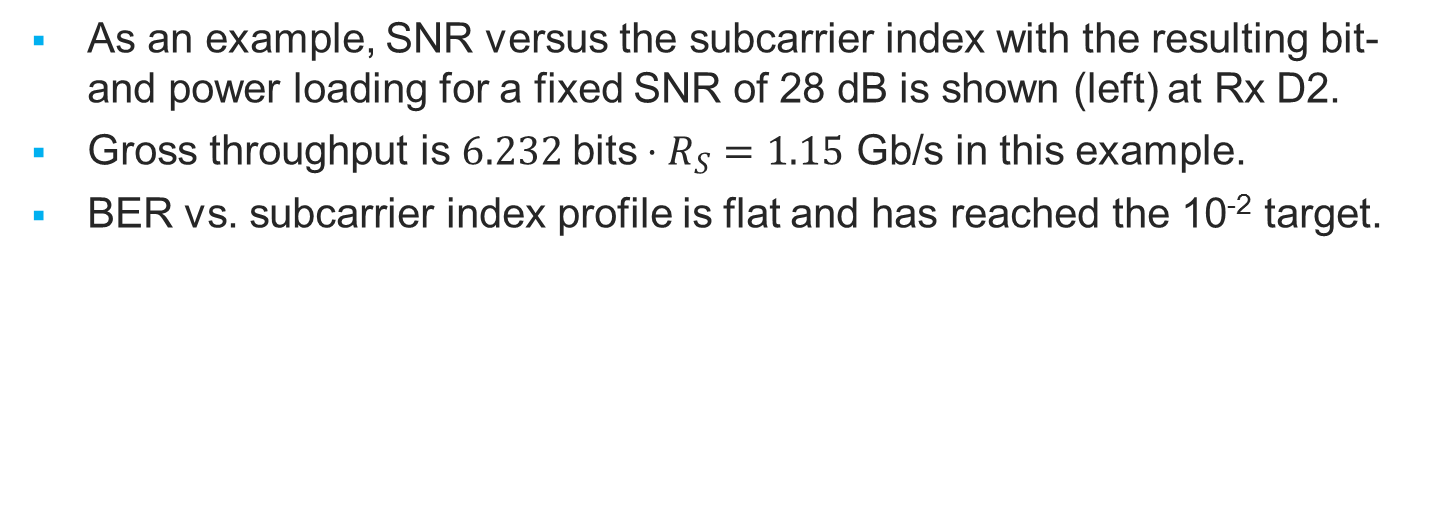 ▪ As an example, SNR versus the subcarrier index with the resulting bit-
and power loading for a fixed SNR of 28 dB is shown (left) at Rx D2.
▪ Gross throughput is 6.232 bits · R_S = 1.15 Gb/s in this example.
▪ BER vs. subcarrier index profile is flat and has reached the 10⁻² target.